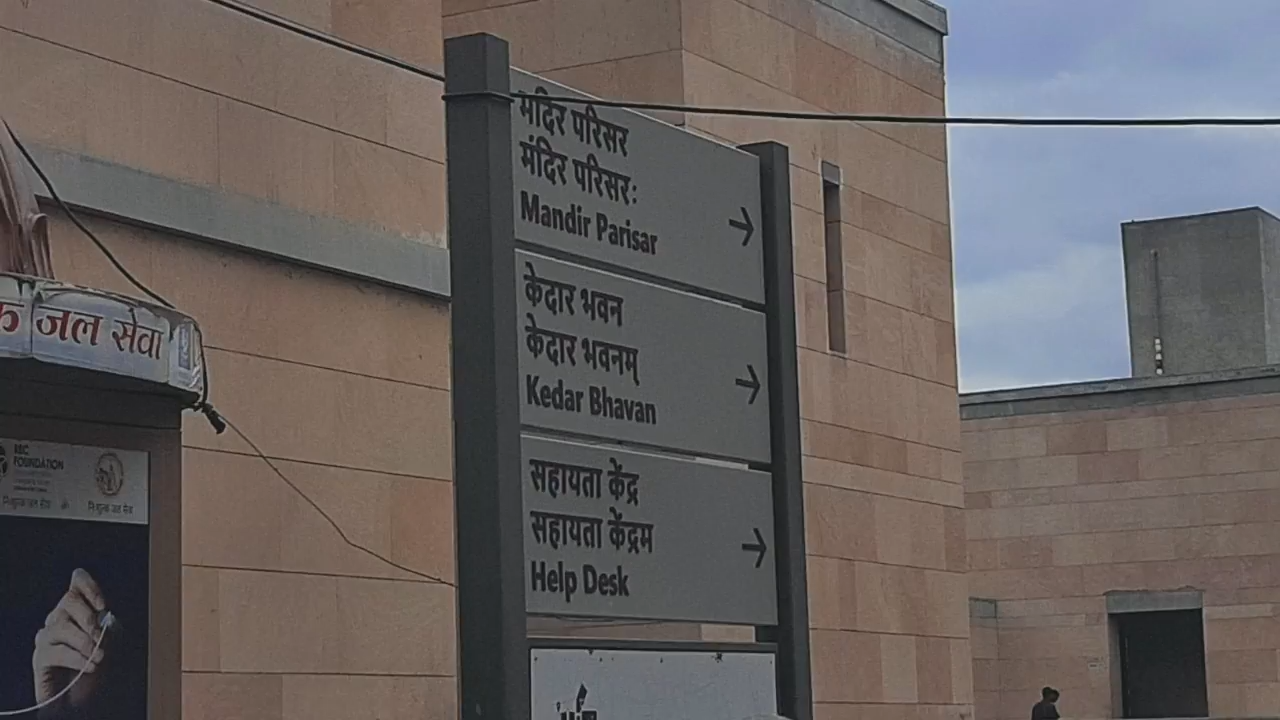 मंदिर परिसर
मंदिर परिसरः
Mandir Parisar
केदार भवन
केदार भवनम्
Kedar Bhavan
सहायता केंद्र
सहायता केंद्रम
Help Desk
जल सेवा
FOUNDATION